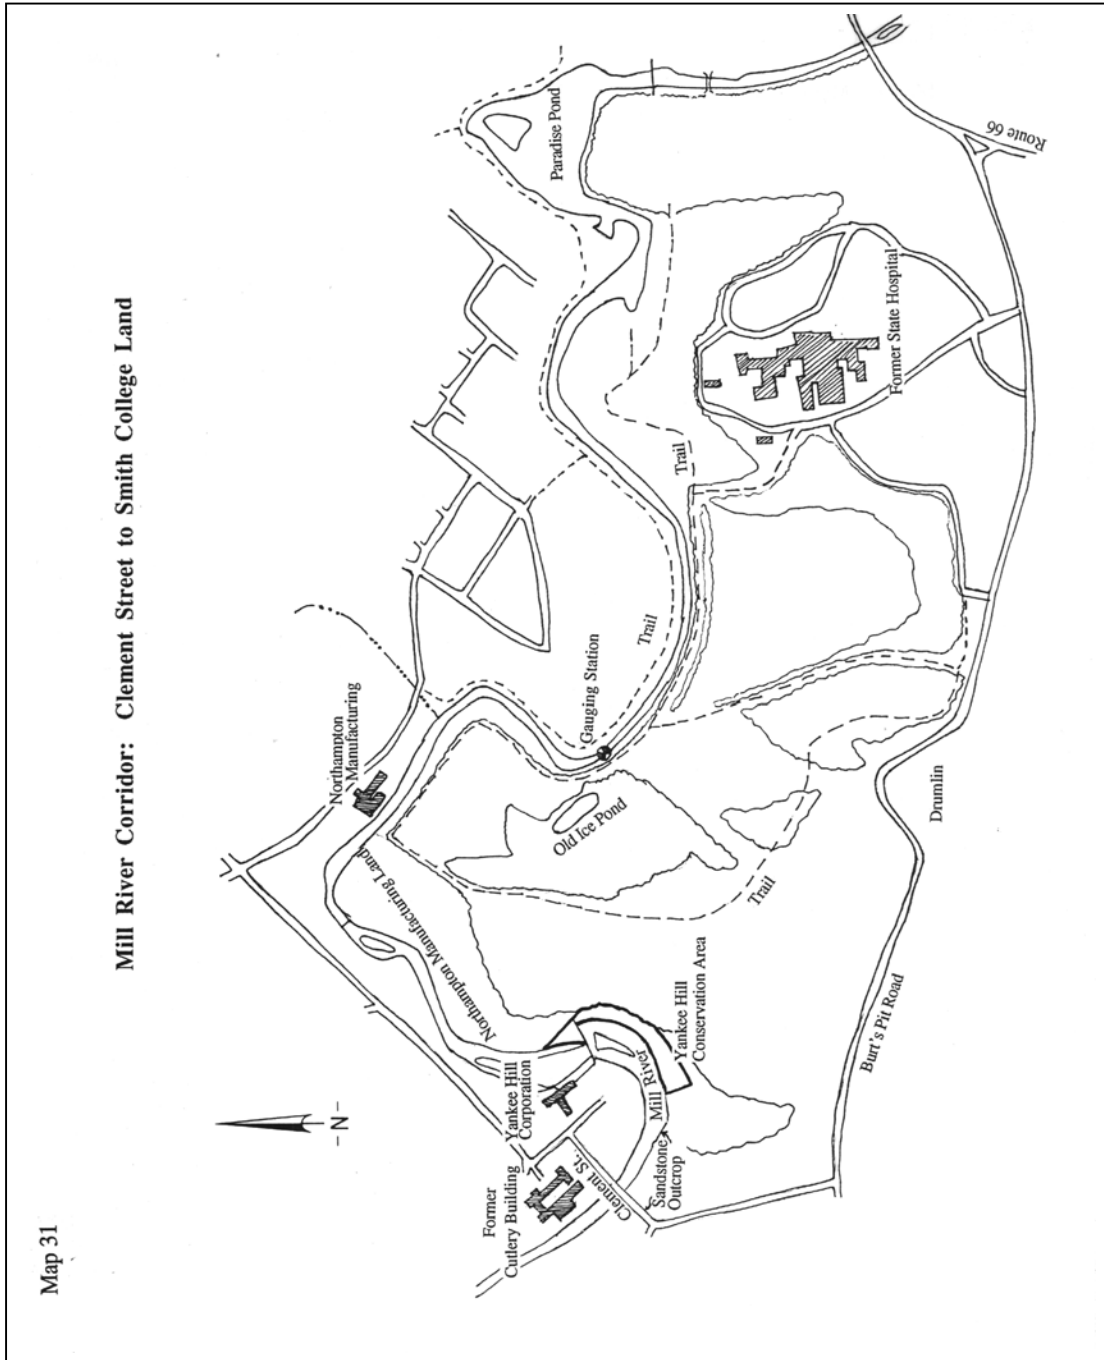 Map 31
Mill River Corridor: Clement Street to Smith College Land
-N-
Former
Cutlery Building
Yankee Hill
Corporation
Clement St.
Sandstone
Outcrop
Mill River
Yankee Hill
Conservation Area
Northampton Manufacturing Land
Northampton
Manufacturing
Old Ice Pond
Gauging Station
Trail
Trail
Trail
Burt's Pit Road
Drumlin
Former State Hospital
Paradise Pond
Route 66